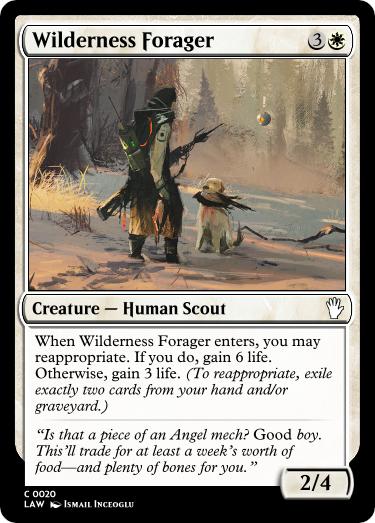 Wilderness Forager 3
Creature — Human Scout
When Wilderness Forager enters, you may
reappropriate. If you do, gain 6 life.
Otherwise, gain 3 life. (To reappropriate, exile
exactly two cards from your hand and/or
graveyard.)
“Is that a piece of an Angel mech? Good boy.
This’ll trade for at least a week’s worth of
food—and plenty of bones for you.”
2/4
C 0020
LAW Ismail Inceoglu